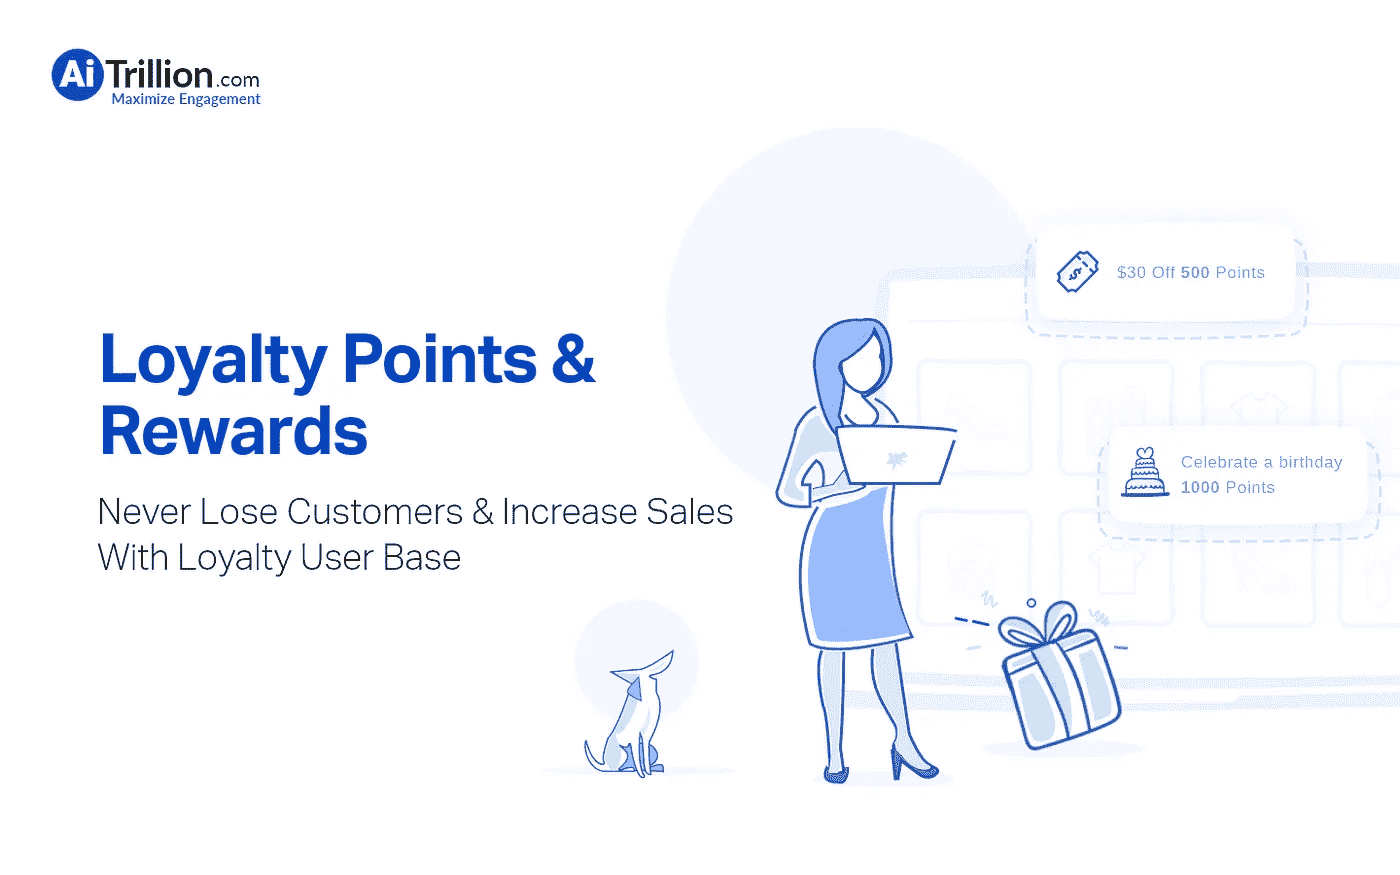 AiTrillion.com
Maximize Engagement
Loyalty Points &
Rewards
Never Lose Customers & Increase Sales
With Loyalty User Base
$30 Off 500 Points
Celebrate a birthday
1000 Points